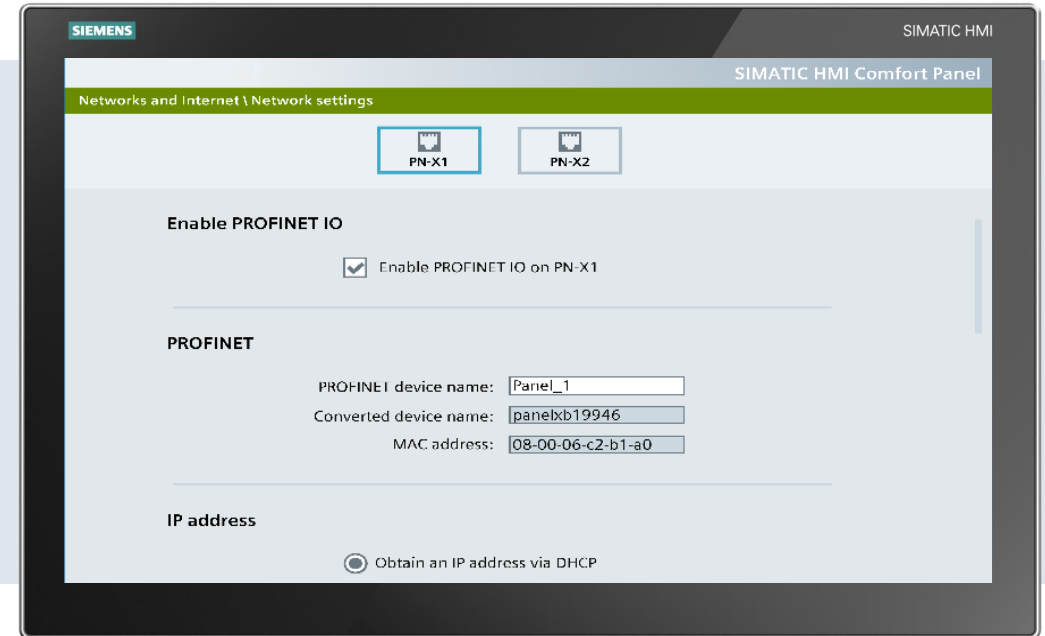 SIEMENS
SIMATIC HMI
SIMATIC HMI Comfort Panel
Networks and Internet \ Network settings
PN-X1
PN-X2
Enable PROFINET IO
Enable PROFINET IO on PN-X1
PROFINET
PROFINET device name: Panel_1
Converted device name: panelxb19946
MAC address: 08-00-06-c2-b1-a0
IP address
Obtain an IP address via DHCP